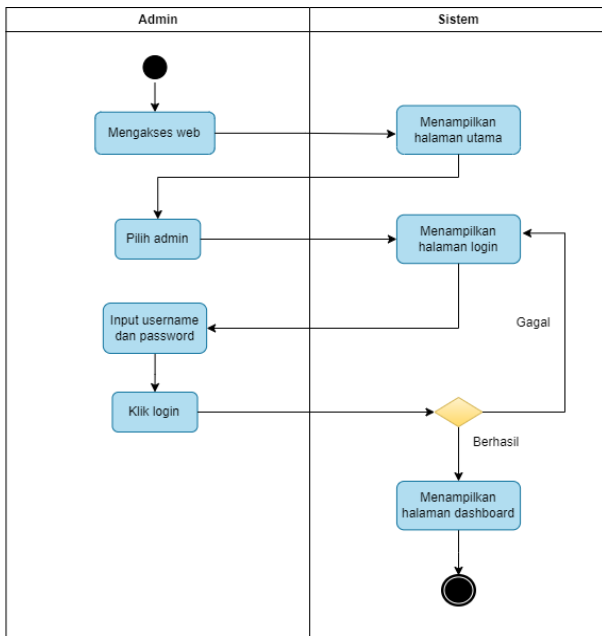 Admin
Sistem
Mengakses web
Menampilkan
halaman utama
Pilih admin
Menampilkan
halaman login
Input username
dan password
Gagal
Klik login
Berhasil
Menampilkan
halaman dashboard